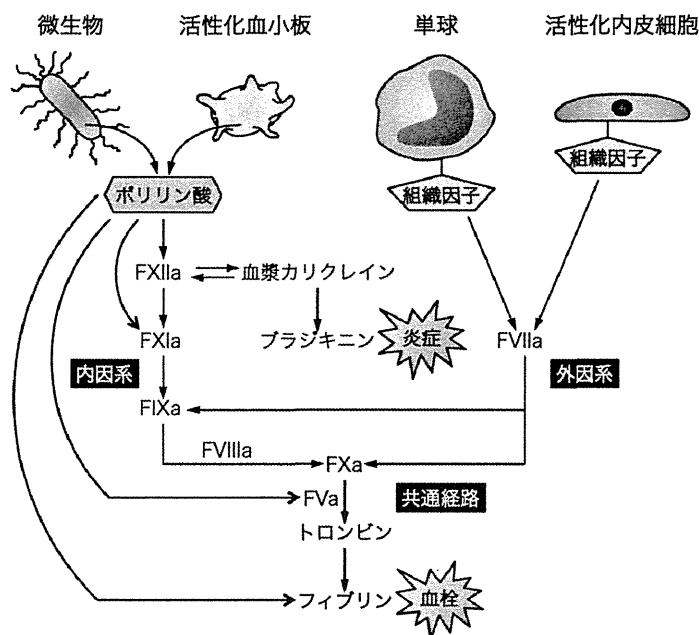 微生物
活性化血小板
単球
活性化内皮細胞
組織因子
組織因子
ポリリン酸
FXIIa
血漿カリクレイン
FXIa
ブラジキニン
炎症
FVIIa
内因系
外因系
FIXa
FVIIIa
FXa
FVa
共通経路
トロンビン
フィブリン
血栓